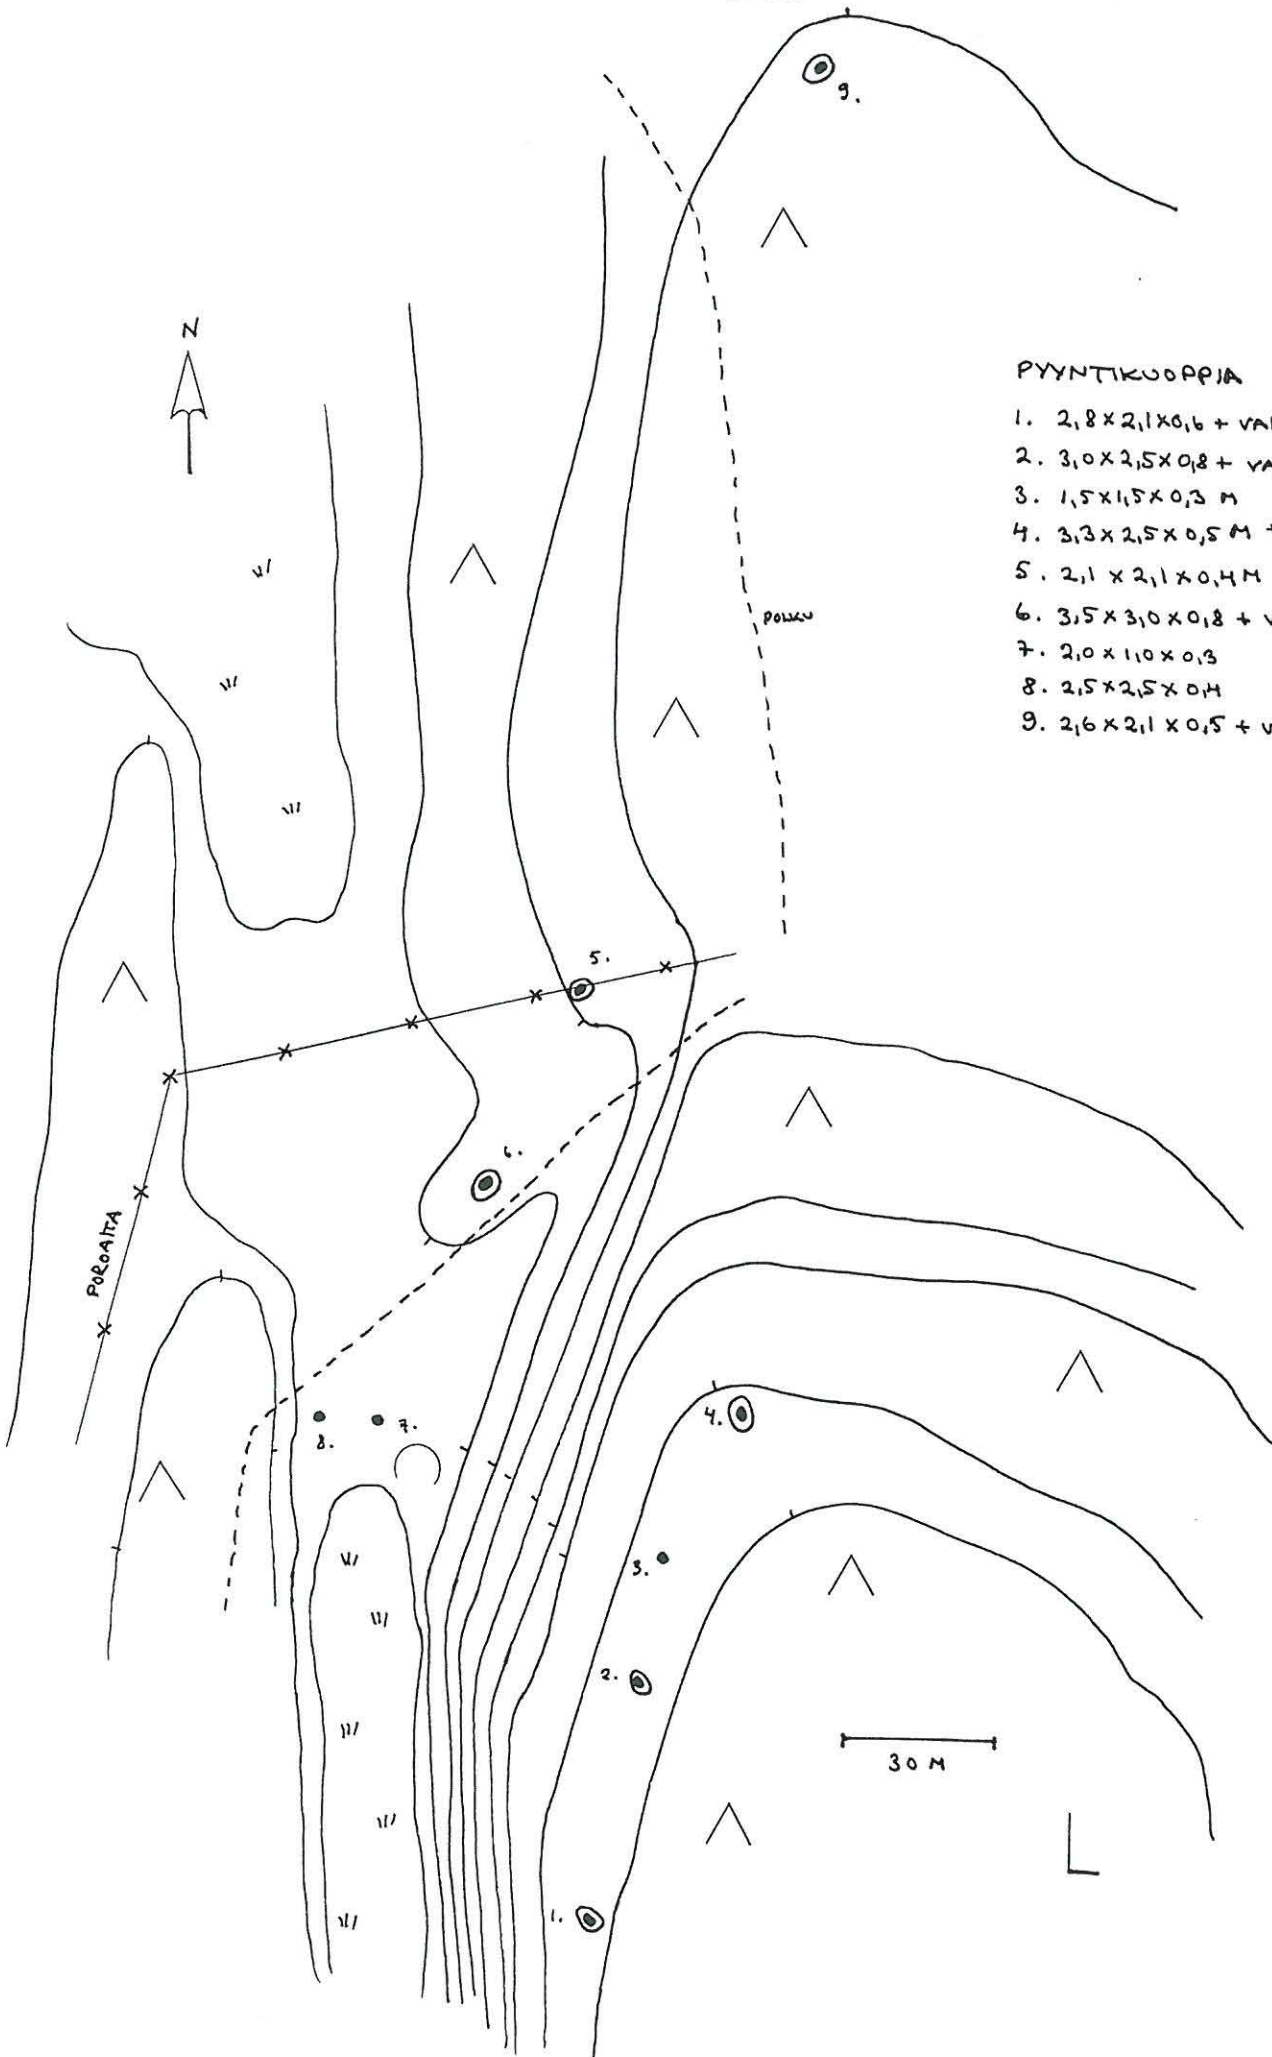 9.
N
PYYNTIKUOPPIA
1. 2,8 x 2,1 x 0,6 +
2. 3,0 x 2,5 x 0,8 +
3. 1,5 x 1,5 x 0,3 M
4. 3,3 x 2,5 x 0,5 M +
5. 2,1 x 2,1 x 0,4 M
6. 3,5 x 3,0 x 0,8 +
7. 2,0 x 1,0 x 0,3
8. 2,5 x 2,5 x 0,4
9. 2,6 x 2,1 x 0,5 +
POLKU
5.
6.
POROAITA
4.
8.
7.
3.
2.
30 M
1.